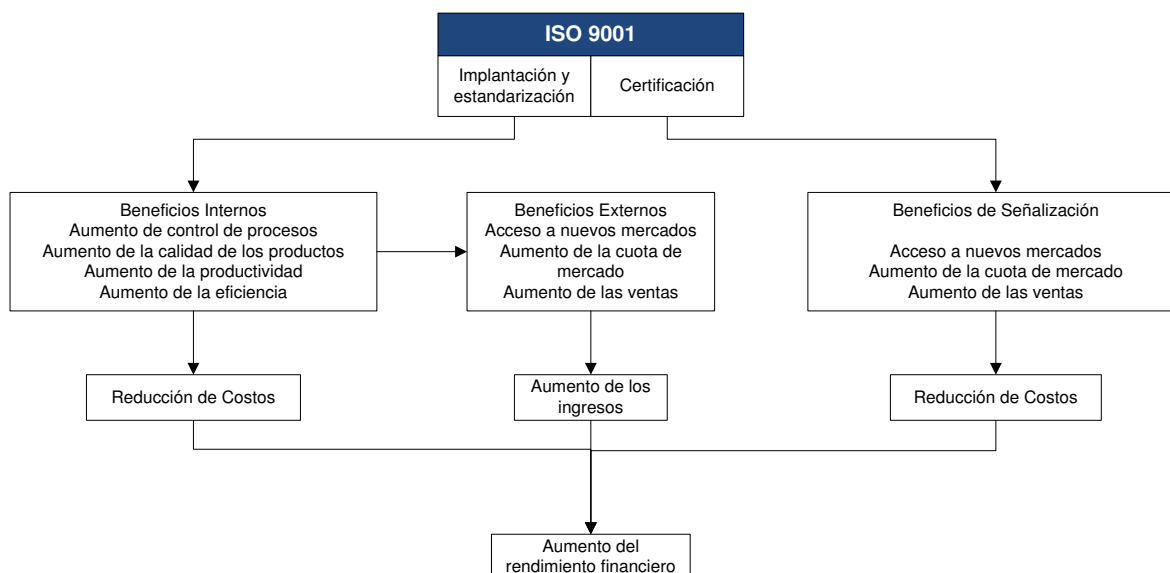 ISO 9001
Implantación y
estandarización
Certificación
Beneficios Internos
Aumento de control de procesos
Aumento de la calidad de los productos
Aumento de la productividad
Aumento de la eficiencia
Beneficios Externos
Acceso a nuevos mercados
Aumento de la cuota de
mercado
Aumento de las ventas
Beneficios de Señalización
Acceso a nuevos mercados
Aumento de la cuota de mercado
Aumento de las ventas
Reducción de Costos
Aumento de los
ingresos
Reducción de Costos
Aumento del
rendimiento financiero